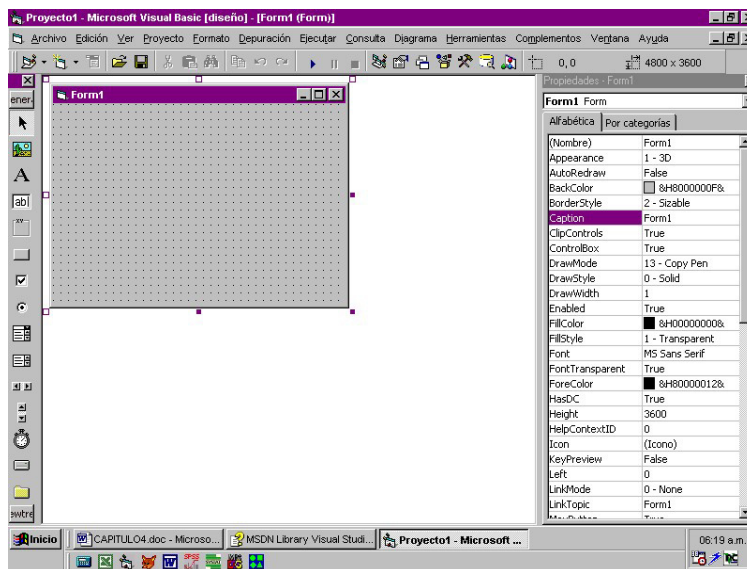 Proyecto1 - Microsoft Visual Basic [diseño] - [Form1 (Form)]
Archivo Edición Ver Proyecto Formato Depuración Ejecutar Consulta Diagrama Herramientas Complementos Ventana Ayuda
0,0 4800 x 3600
Propiedades - Form1
Form1 Form
Alfabética Por categorías
(Nombre) Form1
Appearance 1 - 3D
AutoRedraw False
BackColor &H8000000F&
BorderStyle 2 - Sizable
Caption Form1
ClipControls True
ControlBox True
DrawMode 13 - Copy Pen
DrawStyle 0 - Solid
DrawWidth 1
Enabled True
FillColor &H00000000&
FillStyle 1 - Transparent
Font MS Sans Serif
FontTransparent True
ForeColor &H80000012&
HasDC True
Height 3600
HelpContextID 0
Icon (Icono)
KeyPreview False
Left 0
LinkMode 0 - None
LinkTopic Form1
ener
A
ab|
xv
Form1
Inicio CAPITULO4.doc - Microso... MSDN Library Visual Studi... Proyecto1 - Microsoft ... 06:19 a.m.